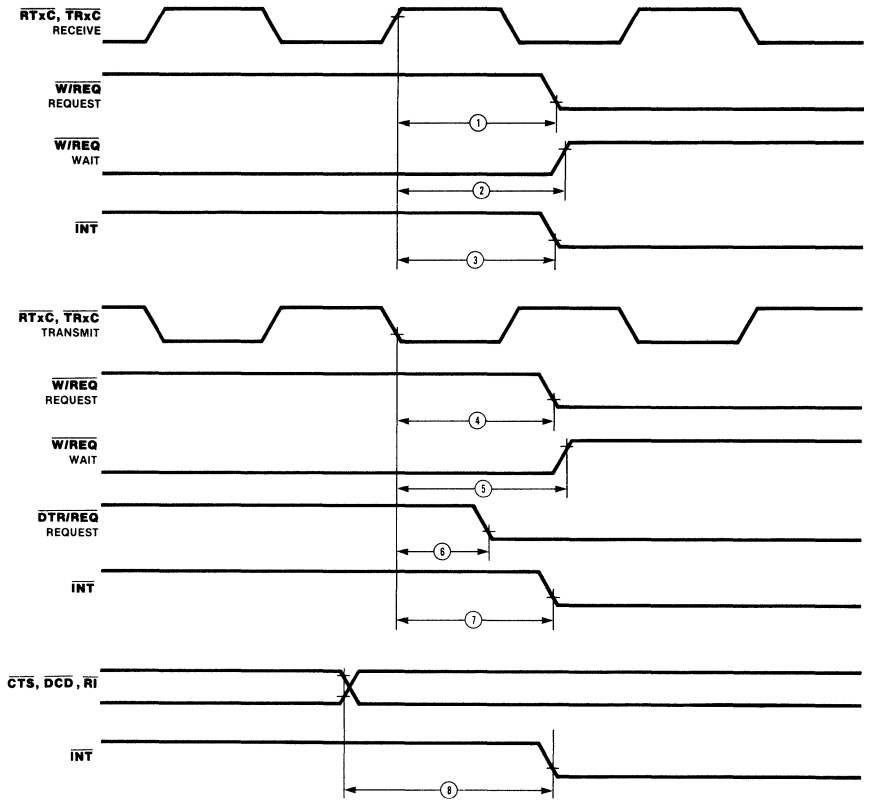 RTxC, TRxC
RECEIVE
W/REQ
REQUEST
1
W/REQ
WAIT
2
INT
3
RTxC, TRxC
TRANSMIT
W/REQ
REQUEST
4
W/REQ
WAIT
5
DTR/REQ
REQUEST
6
INT
7
CTS, DCD, RI
INT
8